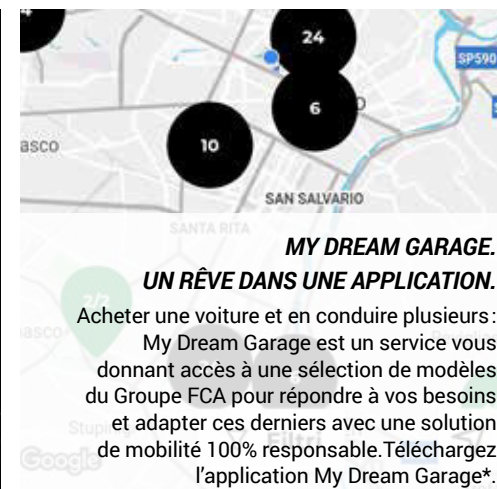 24
SP590
6
10
asco
SAN SALVARIO
SANTA RITA
MY DREAM GARAGE.
UN RÊVE DANS UNE APPLICATION.
2/2
Acheter une voiture et en conduire plusieurs :
My Dream Garage est un service vous
donnant accès à une sélection de modèles
du Groupe FCA pour répondre à vos besoins
et adapter ces derniers avec une solution
de mobilité 100% responsable.Téléchargez
l’application My Dream Garage*.
Filtri
Google